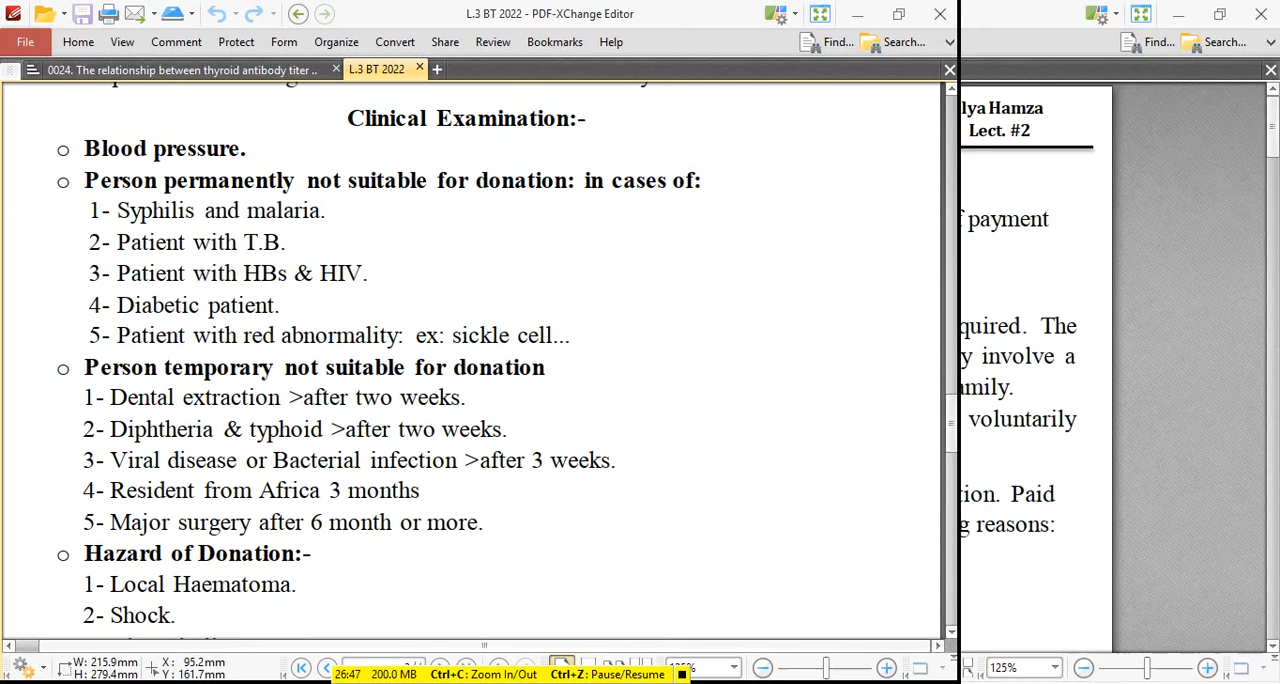 L.3 BT 2022 - PDF-XChange Editor
File Home View Comment Protect Form Organize Convert Share Review Bookmarks Help Find... Search... Find... Search...
0024. The relationship between thyroid antibody titer .. L.3 BT 2022
Clinical Examination:-
○ Blood pressure.
○ Person permanently not suitable for donation: in cases of:
1- Syphilis and malaria.
2- Patient with T.B.
3- Patient with HBs & HIV.
4- Diabetic patient.
5- Patient with red abnormality: ex: sickle cell...
○ Person temporary not suitable for donation
1- Dental extraction >after two weeks.
2- Diphtheria & typhoid >after two weeks.
3- Viral disease or Bacterial infection >after 3 weeks.
4- Resident from Africa 3 months
5- Major surgery after 6 month or more.
○ Hazard of Donation:-
1- Local Haematoma.
2- Shock.
lya Hamza
Lect. #2
f payment
quired. The
y involve a
amily.
voluntarily
tion. Paid
g reasons:
W: 215.9mm X: 95.2mm
H: 279.4mm Y: 161.7mm
26:47 200.0 MB Ctrl+C: Zoom In/Out Ctrl+Z: Pause/Resume
125%